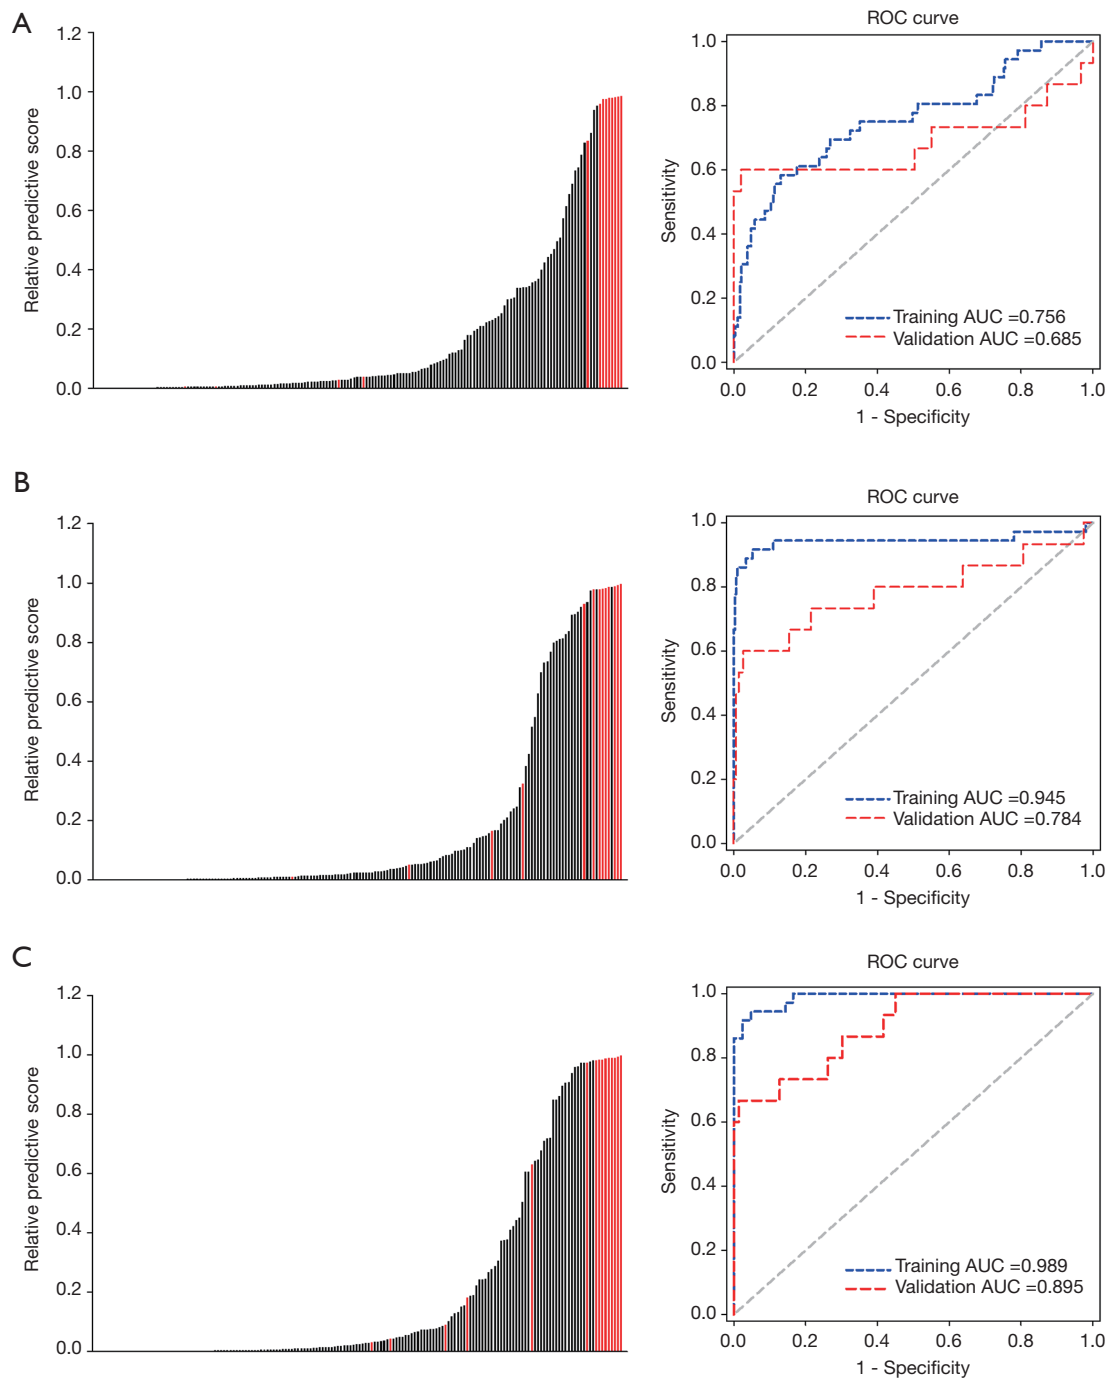 A
1.2
1.0
0.8
0.6
0.4
0.2
0.0
Relative predictive score
ROC curve
1.0
0.8
0.6
0.4
0.2
0.0
Sensitivity
Training AUC =0.756
Validation AUC =0.685
0.0 0.2 0.4 0.6 0.8 1.0
1 - Specificity
B
1.2
1.0
0.8
0.6
0.4
0.2
0.0
Relative predictive score
ROC curve
1.0
0.8
0.6
0.4
0.2
0.0
Sensitivity
Training AUC =0.945
Validation AUC =0.784
0.0 0.2 0.4 0.6 0.8 1.0
1 - Specificity
C
1.2
1.0
0.8
0.6
0.4
0.2
0.0
Relative predictive score
ROC curve
1.0
0.8
0.6
0.4
0.2
0.0
Sensitivity
Training AUC =0.989
Validation AUC =0.895
0.0 0.2 0.4 0.6 0.8 1.0
1 - Specificity